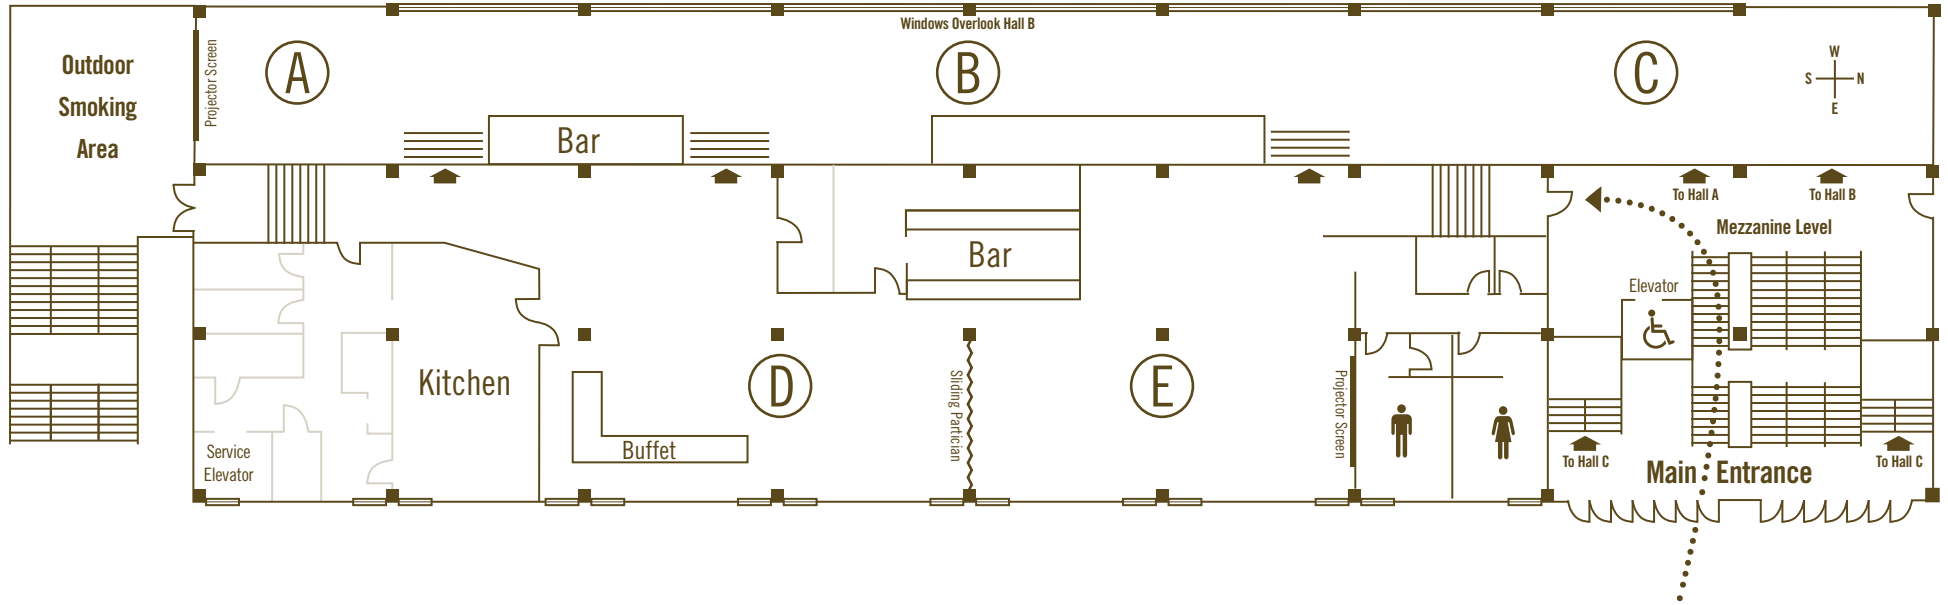 Windows Overlook Hall B
Outdoor
Smoking
Area
Projector Screen
A
B
C
W
S
N
E
Bar
To Hall A
To Hall B
Mezzanine Level
Bar
Elevator
Kitchen
D
Sliding Partician
E
Projector Screen
Buffet
Service
Elevator
To Hall C
Main Entrance
To Hall C